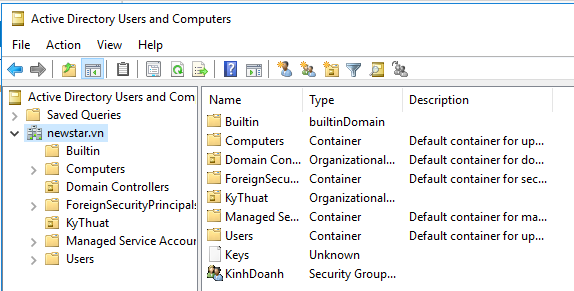 Active Directory Users and Computers
File Action View Help
Active Directory Users and Com
Saved Queries
newstar.vn
Builtin
Computers
Domain Controllers
ForeignSecurityPrincipals
KyThuat
Managed Service Accour
Users
Name Type Description
Builtin builtinDomain
Computers Container Default container for up...
Domain Con... Organizational... Default container for do...
ForeignSecu... Container Default container for sec...
KyThuat Organizational...
Managed Se... Container Default container for ma...
Users Container Default container for up...
Keys Unknown
KinhDoanh Security Group...